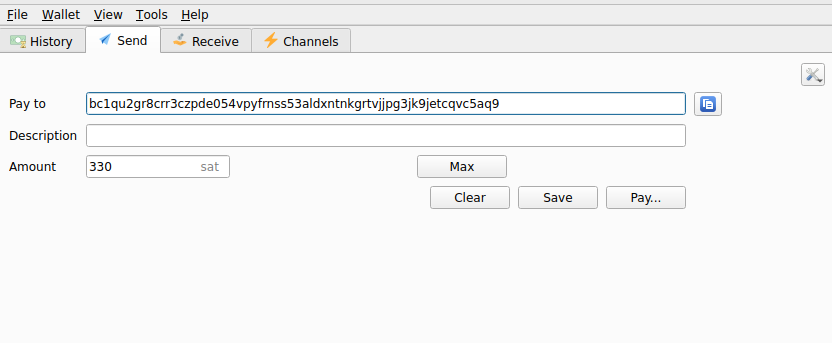 File Wallet View Tools Help
History Send Receive Channels
Pay to bc1qu2gr8crr3czpde054vpyfrnss53aldxntnkgrtvjjpg3jk9jetcqvc5aq9
Description
Amount 330 sat Max
Clear Save Pay...